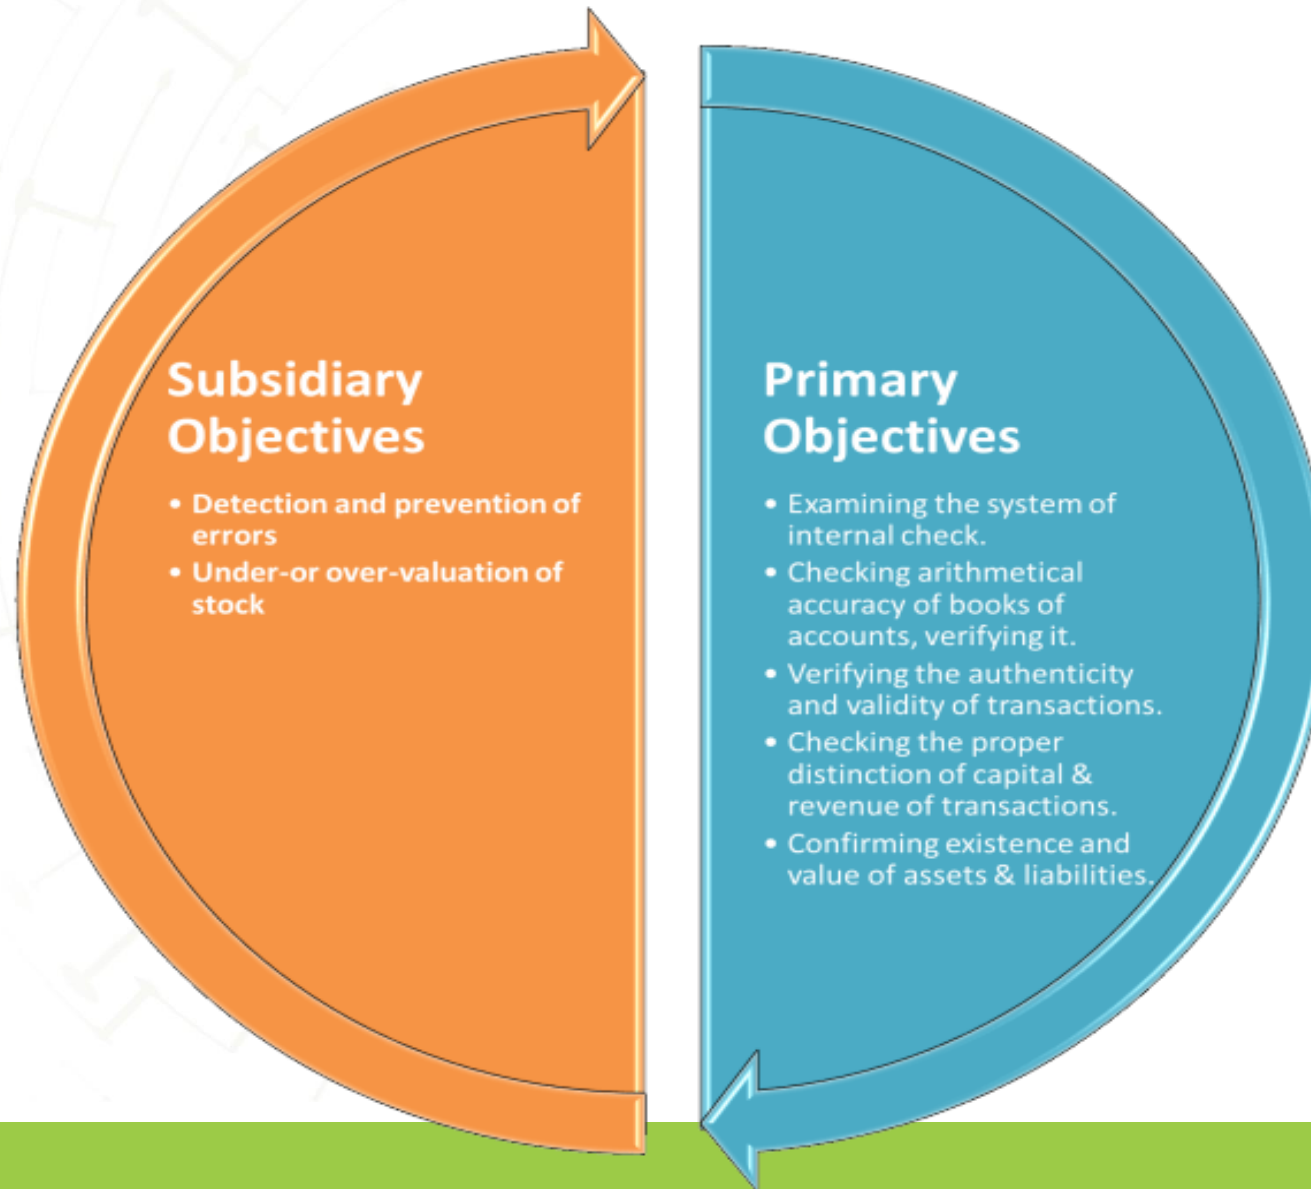 Subsidiary
Objectives
• Detection and prevention of
errors
• Under-or over-valuation of
stock
Primary
Objectives
• Examining the system of
internal check.
• Checking arithmetical
accuracy of books of
accounts, verifying it.
• Verifying the authenticity
and validity of transactions.
• Checking the proper
distinction of capital &
revenue of transactions.
• Confirming existence and
value of assets & liabilities.